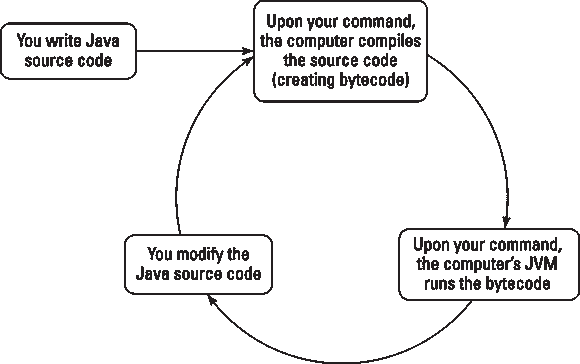 You write Java
source code
Upon your command,
the computer compiles
the source code
(creating bytecode)
You modify the
Java source code
Upon your command,
the computer's JVM
runs the bytecode